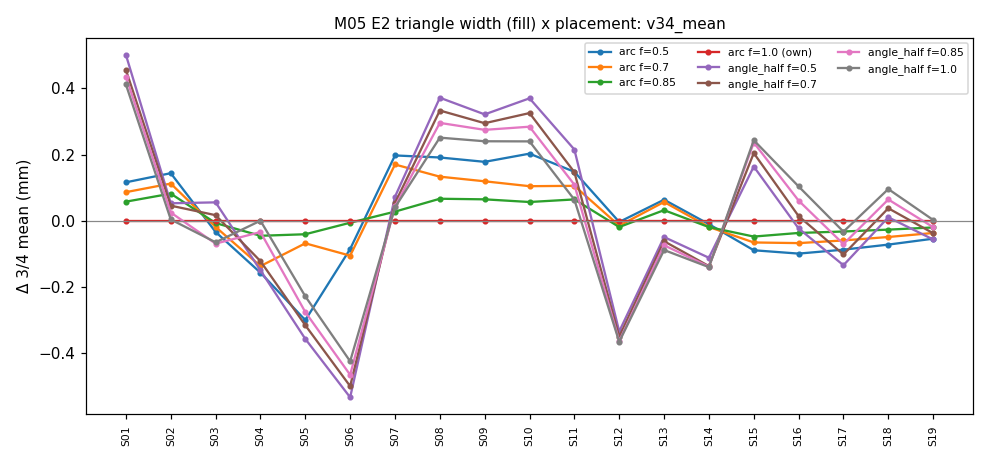 M05 E2 triangle width (fill) x placement: v34_mean
arc f=0.5
arc f=0.7
arc f=0.85
arc f=1.0 (own)
angle_half f=0.5
angle_half f=0.7
angle_half f=0.85
angle_half f=1.0
Δ 3/4 mean (mm)
0.4
0.2
0.0
−0.2
−0.4
S01 S02 S03 S04 S05 S06 S07 S08 S09 S10 S11 S12 S13 S14 S15 S16 S17 S18 S19